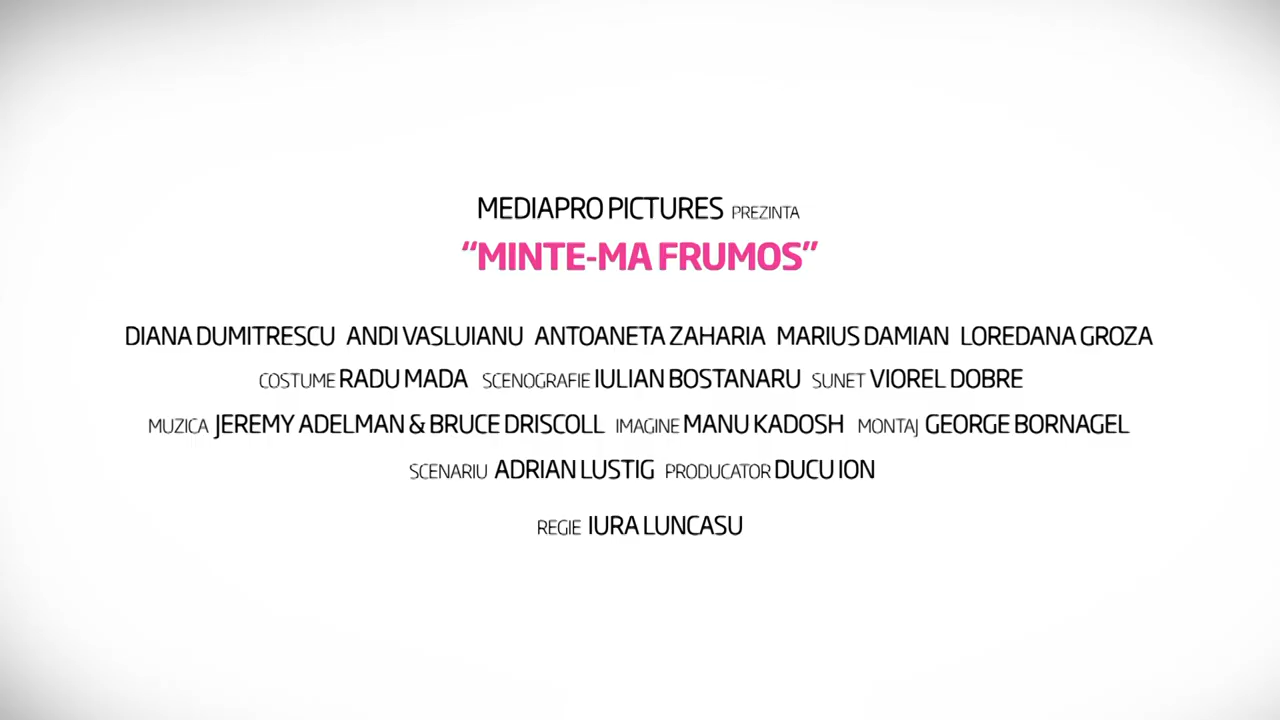 MEDIAPRO PICTURES PREZINTA
“MINTE-MA FRUMOS”
DIANA DUMITRESCU ANDI VASLUIANU ANTOANETA ZAHARIA MARIUS DAMIAN LOREDANA GROZA
COSTUME RADU MADA SCENOGRAFIE IULIAN BOSTANARU SUNET VIOREL DOBRE
MUZICA JEREMY ADELMAN & BRUCE DRISCOLL IMAGINE MANU KADOSH MONTAJ GEORGE BORNAGEL
SCENARIU ADRIAN LUSTIG PRODUCATOR DUCU ION
REGIE IURA LUNCASU